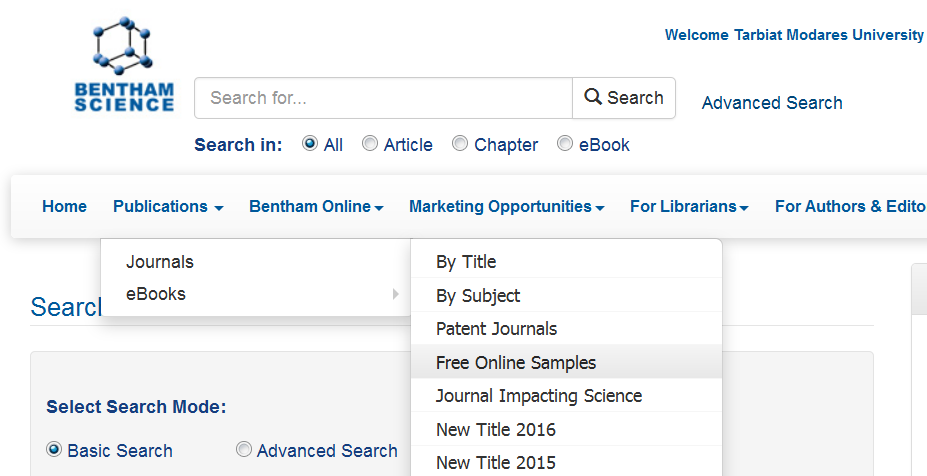 Welcome Tarbiat Modares University
BENTHAM
SCIENCE
Search for...
Search
Advanced Search
Search in: All Article Chapter eBook
Home Publications Bentham Online Marketing Opportunities For Librarians For Authors & Edito
Journals
eBooks
By Title
By Subject
Patent Journals
Free Online Samples
Journal Impacting Science
New Title 2016
New Title 2015
Search
Select Search Mode:
Basic Search Advanced Search